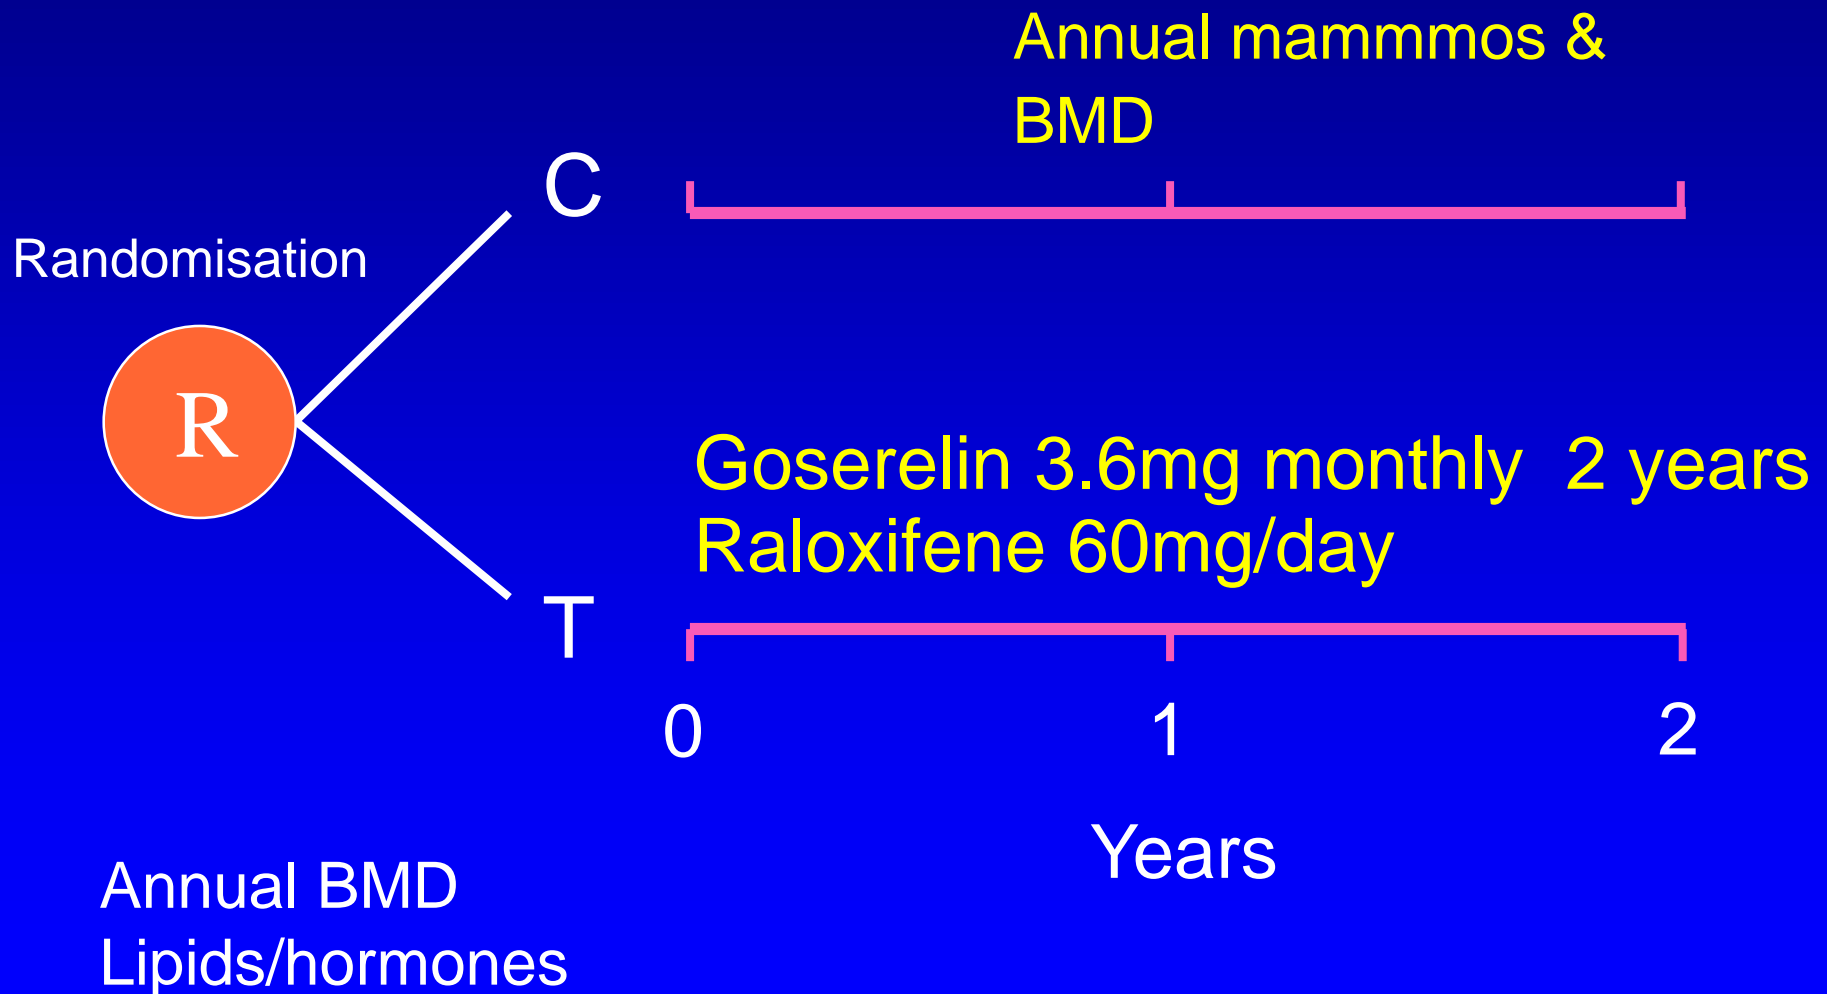 Annual mammmos &
BMD
C
Randomisation
R
Goserelin 3.6mg monthly  2 years
Raloxifene 60mg/day
T
0 1 2
Years
Annual BMD
Lipids/hormones